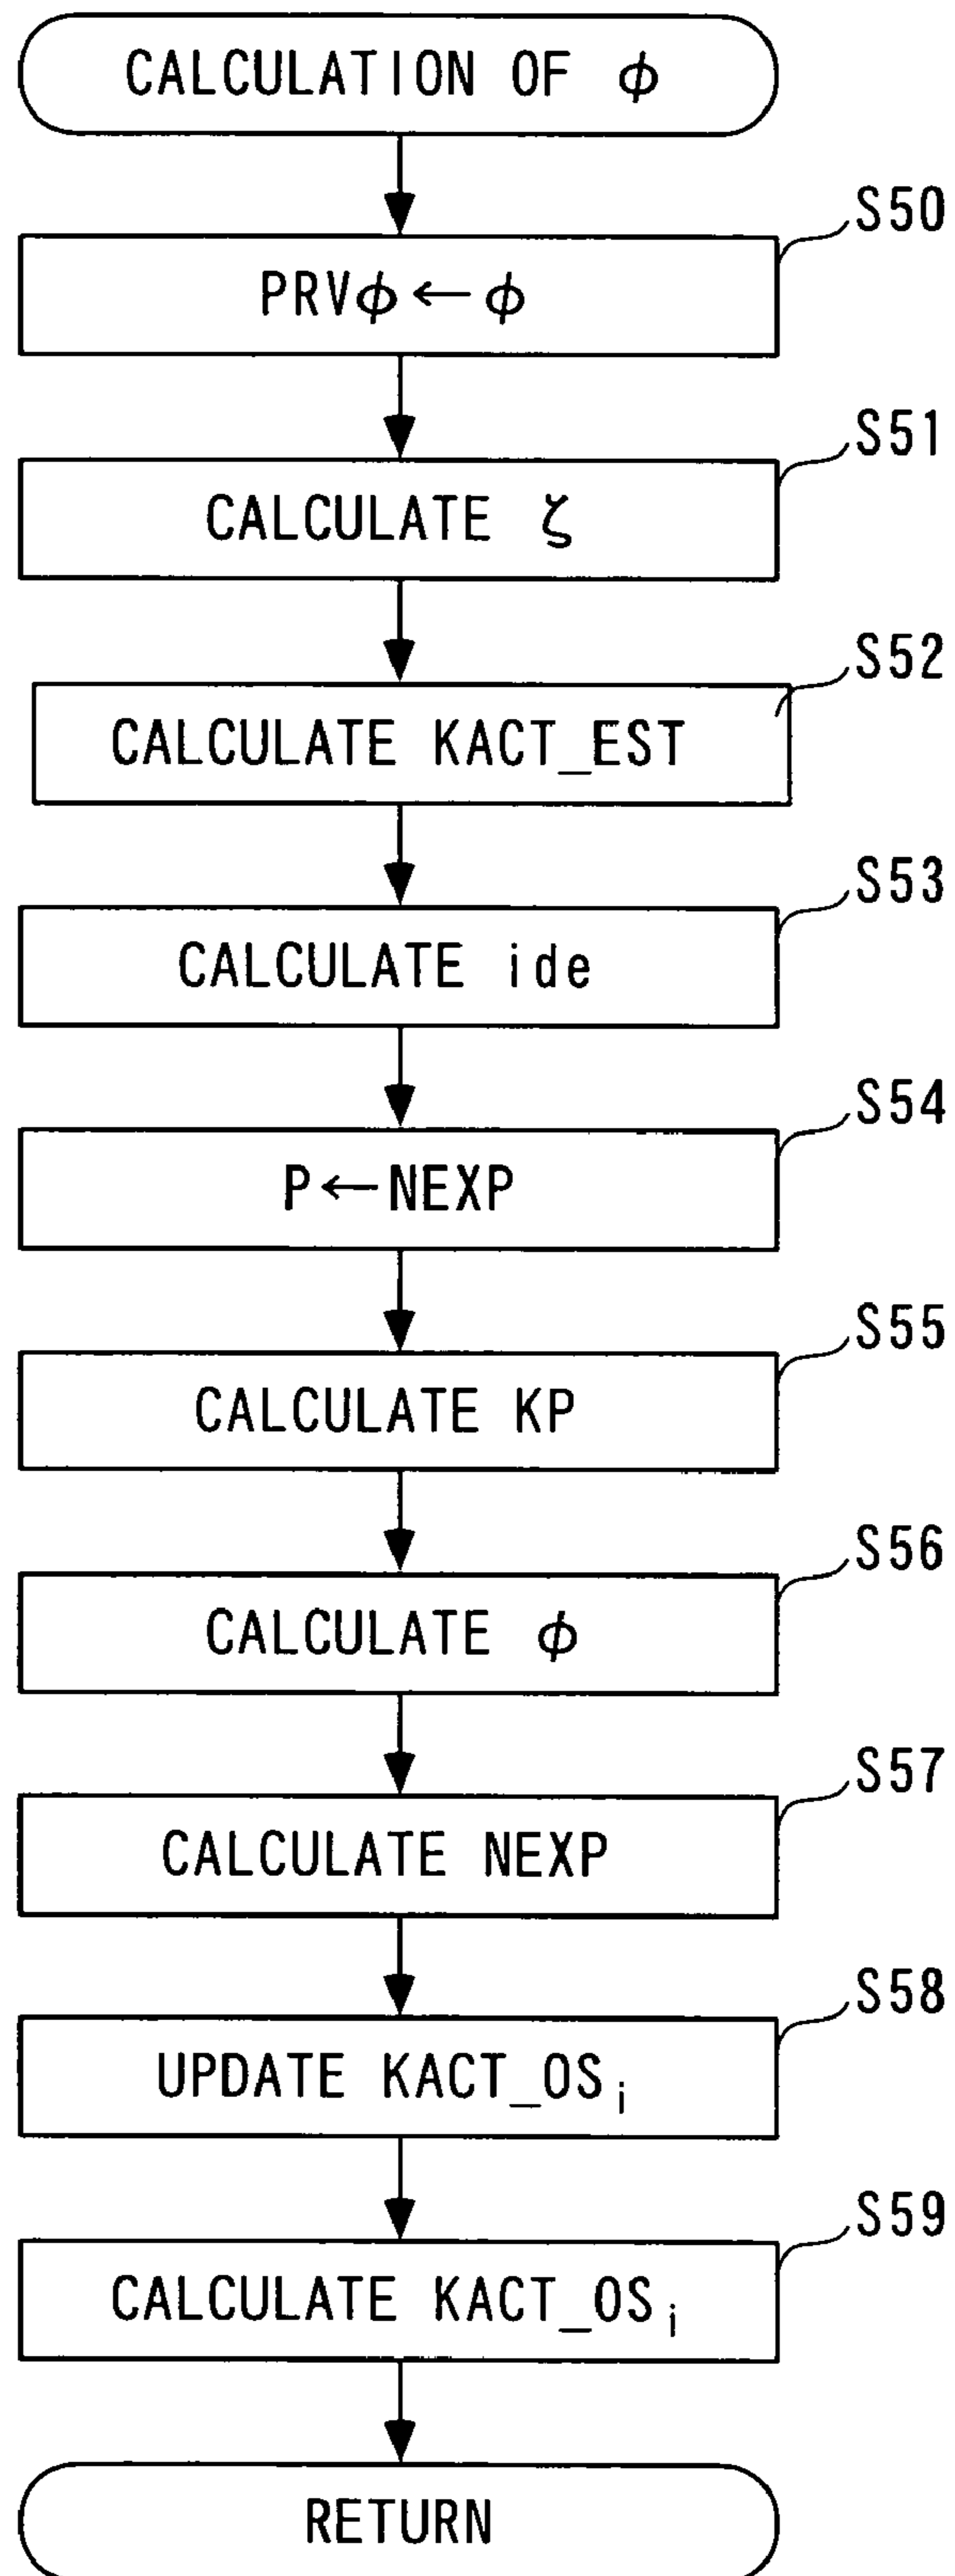 CALCULATION OF ϕ
S50
PRVϕ←ϕ
S51
CALCULATE ζ
S52
CALCULATE KACT_EST
S53
CALCULATE ide
S54
P←NEXP
S55
CALCULATE KP
S56
CALCULATE ϕ
S57
CALCULATE NEXP
S58
UPDATE KACT_OSi
S59
CALCULATE KACT_OSi
RETURN